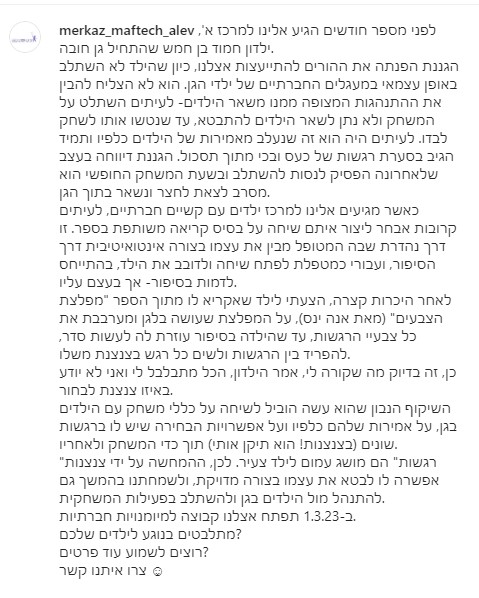 merkaz_maftech_alev לפני מספר חודשים הגיע אלינו למרכז א',
ילדון חמוד בן חמש שהתחיל גן חובה.
הגננת הפנתה את ההורים להתייעצות אצלנו, כיון שהילד לא השתלב
באופן עצמאי במעגלים החברתיים של ילדי הגן. הוא לא הצליח להבין
את ההתנהגות המצופה ממנו משאר הילדים- לעיתים השתלט על
המשחק ולא נתן לשאר הילדים להתבטא, עד שנטשו אותו לשחק
לבדו. לעיתים היה הוא זה שנעלב מאמירות של הילדים כלפיו ותמיד
הגיב בסערת רגשות של כעס ובכי מתוך תסכול. הגננת דיווחה בעצב
שלאחרונה הפסיק לנסות להשתלב ובשעת המשחק החופשי הוא
מסרב לצאת לחצר ונשאר בתוך הגן.
כאשר מגיעים אלינו למרכז ילדים עם קשיים חברתיים, לעיתים
קרובות אבחר ליצור איתם שיחה על בסיס קריאה משותפת בספר. זו
דרך נהדרת שבה המטופל מבין את עצמו בצורה אינטואיטיבית דרך
הסיפור, ועבורי כמטפלת לפתח שיחה ולדובב את הילד, בהתייחס
לדמות בסיפור- אך בעצם עליו.
לאחר היכרות קצרה, הצעתי לילד שאקריא לו מתוך הספר "מפלצת
הצבעים" (מאת אנה ינס), על המפלצת שעושה בלגן ומערבבת את
כל צבעיי הרגשות, עד שהילדה בסיפור עוזרת לה לעשות סדר,
להפריד בין הרגשות ולשים כל רגש בצנצנת משלו.
כן, זה בדיוק מה שקורה לי, אמר הילדון, הכל מתבלבל לי ואני לא יודע
באיזו צנצנת לבחור.
השיקוף הנבון שהוא עשה הוביל לשיחה על כללי משחק עם הילדים
בגן, על אמירות שלהם כלפיו ועל אפשרויות הבחירה שיש לו ברגשות
שונים (בצנצנות! הוא תיקן אותי) תוך כדי המשחק ולאחריו.
"רגשות" הם מושג עמום לילד צעיר. לכן, ההמחשה על ידי צנצנות
אפשרה לו לבטא את עצמו בצורה מדויקת, ולשמחתנו בהמשך גם
להתנהל מול הילדים בגן ולהשתלב בפעילות המשחקית.
ב-1.3.23 תפתח אצלנו קבוצה למיומנויות חברתיות.
מתלבטים בנוגע לילדים שלכם?
רוצים לשמוע עוד פרטים?
צרו איתנו קשר ☺